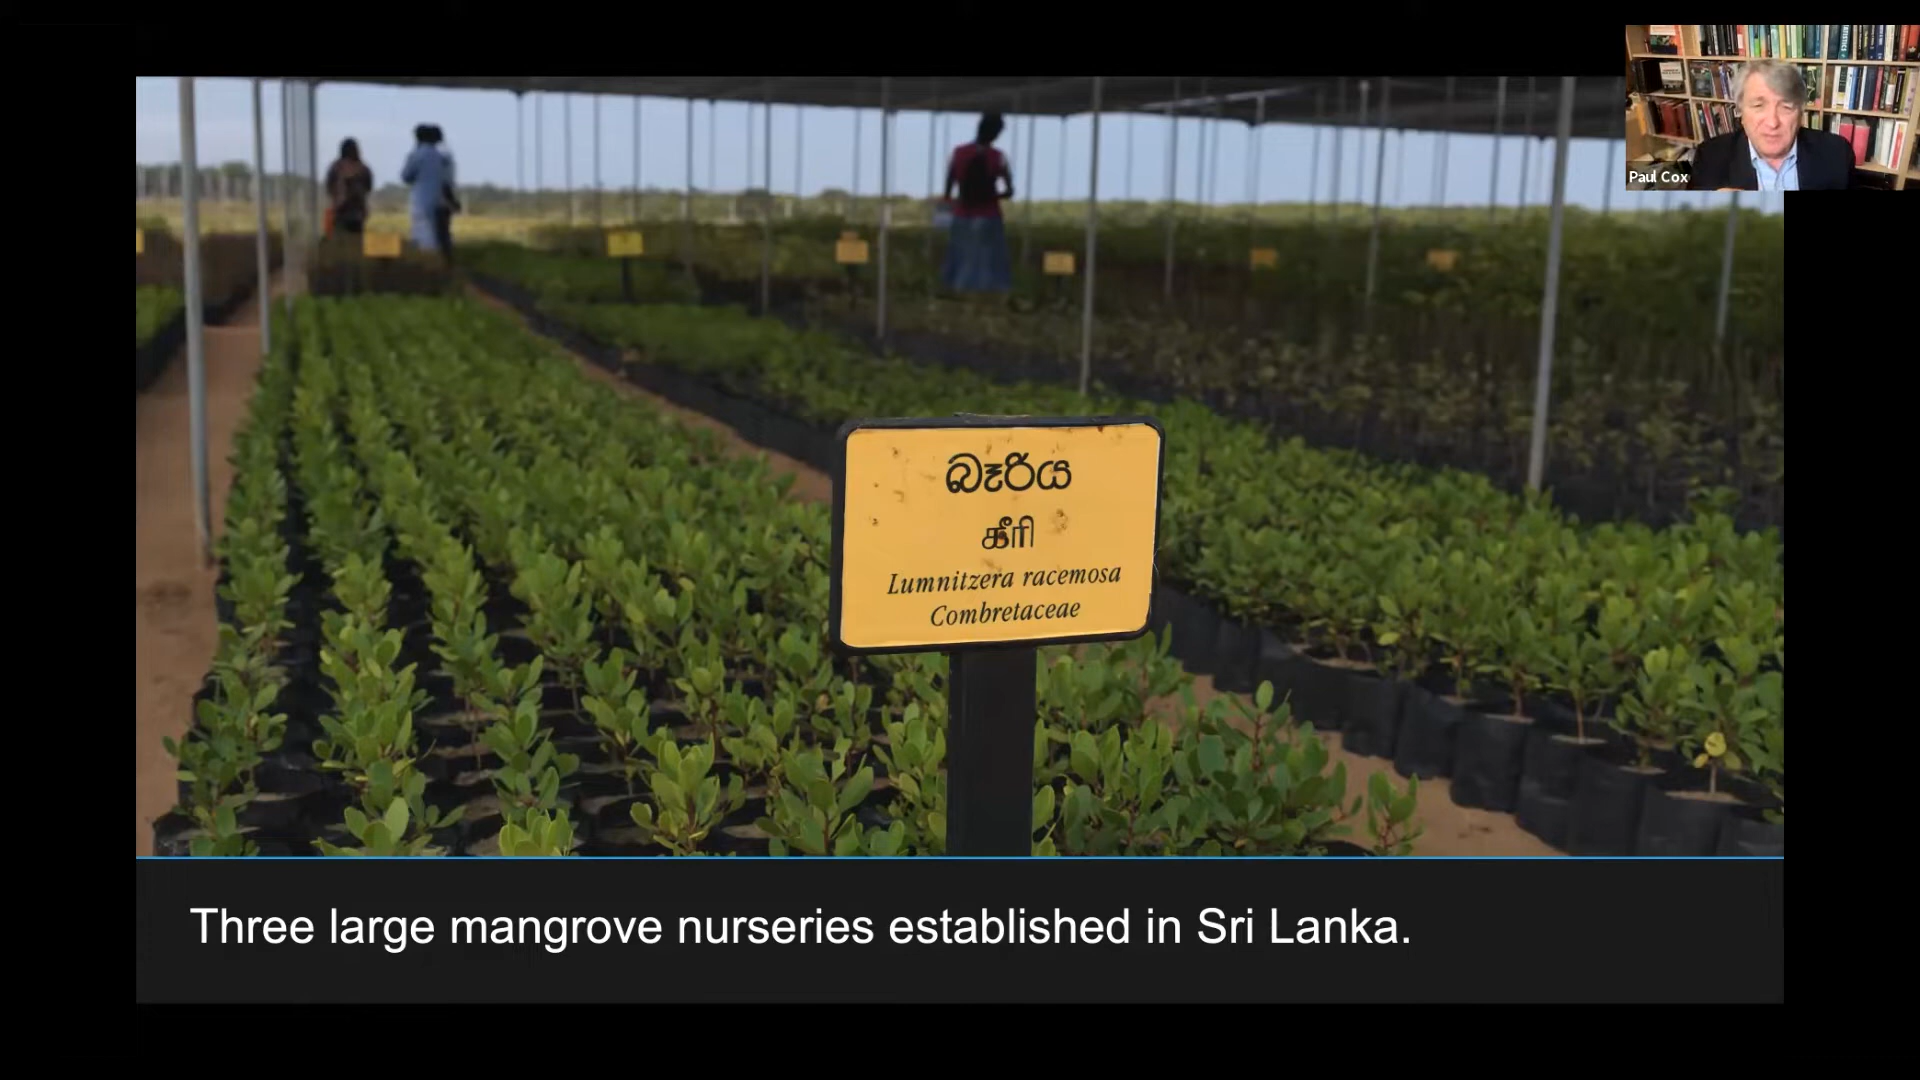 Paul Cox
බෑරිය
கீரி
Lumnitzera racemosa
Combretaceae
Three large mangrove nurseries established in Sri Lanka.